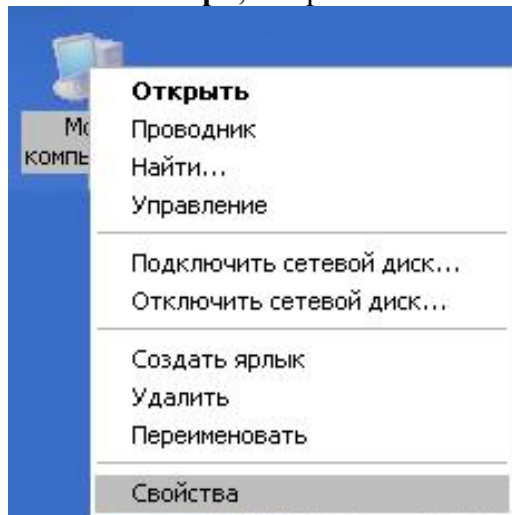 Открыть
Проводник
Найти...
Управление
Подключить сетевой диск...
Отключить сетевой диск...
Создать ярлык
Удалить
Переименовать
Свойства